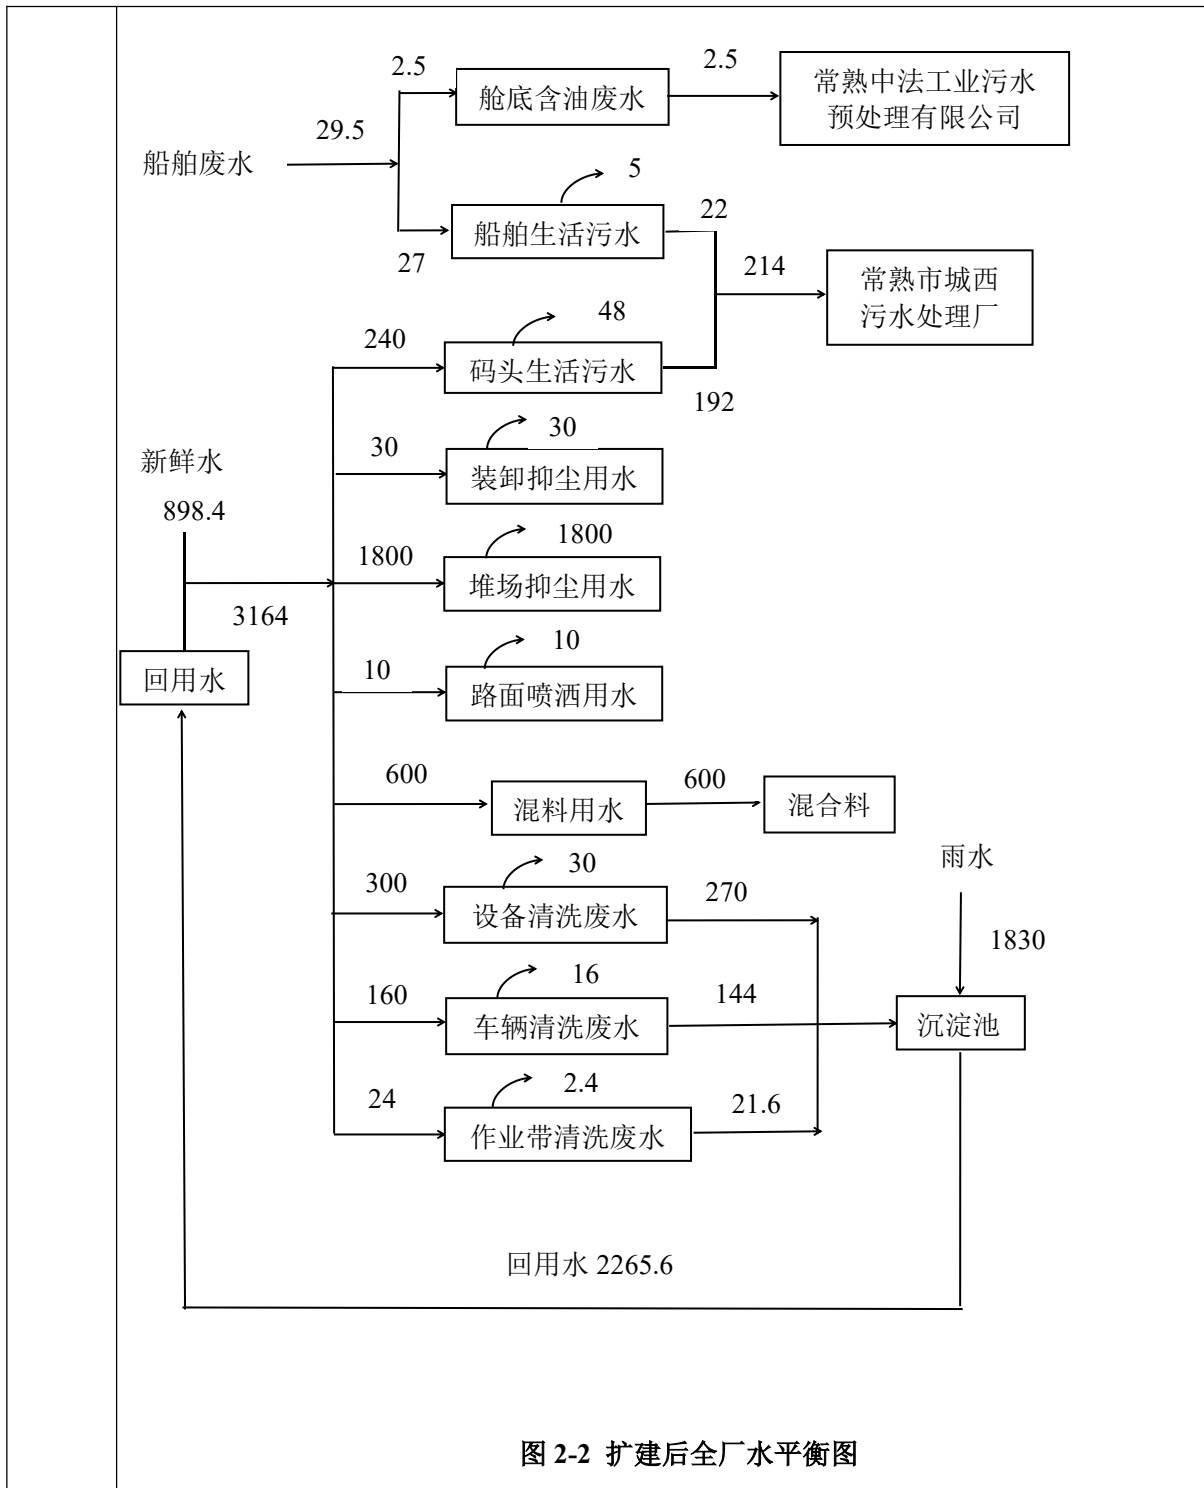 2.5
舱底含油废水
2.5
常熟中法工业污水
预处理有限公司
29.5
船舶废水
5
27
船舶生活污水
22
214
常熟市城西
污水处理厂
48
240
码头生活污水
192
30
30
装卸抑尘用水
新鲜水
898.4
1800
1800
堆场抑尘用水
3164
回用水
10
10
路面喷洒用水
600
混料用水
600
混合料
雨水
1830
30
300
设备清洗废水
270
16
160
车辆清洗废水
144
沉淀池
2.4
24
作业带清洗废水
21.6
回用水 2265.6
图 2-2 扩建后全厂水平衡图